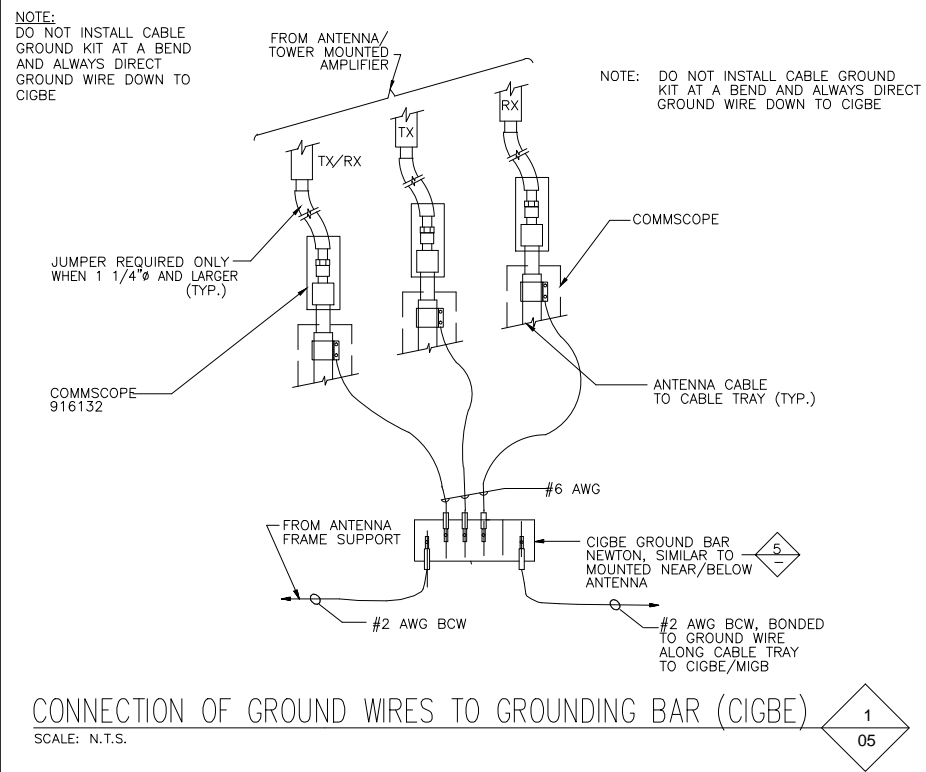 NOTE:
DO NOT INSTALL CABLE
GROUND KIT AT A BEND
AND ALWAYS DIRECT
GROUND WIRE DOWN TO
CIGBE
FROM ANTENNA/
TOWER MOUNTED
AMPLIFIER
NOTE: DO NOT INSTALL CABLE GROUND
KIT AT A BEND AND ALWAYS DIRECT
GROUND WIRE DOWN TO CIGBE
RX
TX
TX/RX
COMMSCOPE
JUMPER REQUIRED ONLY
WHEN 1 1/4"ø AND LARGER
(TYP.)
COMMSCOPE
916132
ANTENNA CABLE
TO CABLE TRAY (TYP.)
#6 AWG
FROM ANTENNA
FRAME SUPPORT
CIGBE GROUND BAR
NEWTON, SIMILAR TO
MOUNTED NEAR/BELOW
ANTENNA
5
–
#2 AWG BCW
#2 AWG BCW, BONDED
TO GROUND WIRE
ALONG CABLE TRAY
TO CIGBE/MIGB
CONNECTION OF GROUND WIRES TO GROUNDING BAR (CIGBE)
SCALE: N.T.S.
1
05